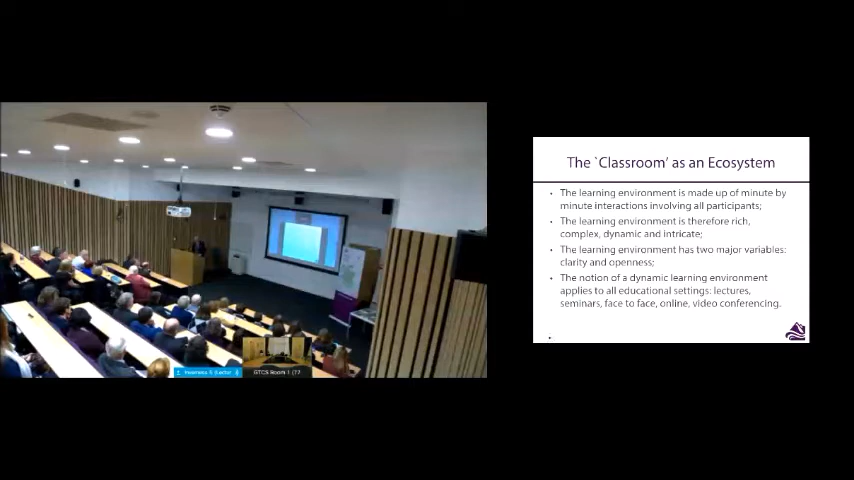 The `Classroom' as an Ecosystem
• The learning environment is made up of minute by
minute interactions involving all participants;
• The learning environment is therefore rich,
complex, dynamic and intricate;
• The learning environment has two major variables:
clarity and openness;
• The notion of a dynamic learning environment
applies to all educational settings: lectures,
seminars, face to face, online, video conferencing.
GTCS Room 1